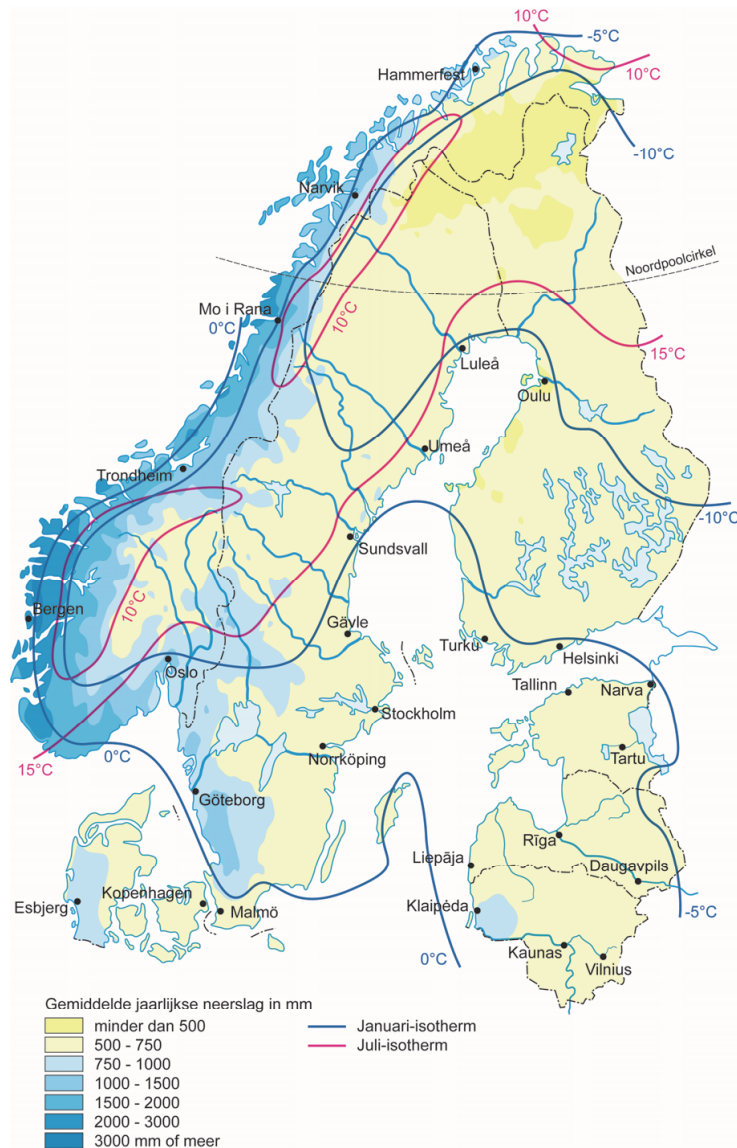 10°C
-5°C
Hammerfest
10°C
-10°C
Narvik
Noordpoolcirkel
Mo i Rana
0°C
10°C
15°C
Luleå
Oulu
Umeå
Trondheim
-10°C
Sundsvall
10°C
Bergen
Gävle
Turku
Helsinki
Oslo
Tallinn
Narva
Stockholm
15°C
0°C
Norrköping
Tartu
Göteborg
Rīga
Liepāja
Daugavpils
Kopenhagen
Esbjerg
Malmö
Klaipėda
-5°C
0°C
Kaunas
Vilnius
Gemiddelde jaarlijkse neerslag in mm
minder dan 500
500 - 750
750 - 1000
1000 - 1500
1500 - 2000
2000 - 3000
3000 mm of meer
Januari-isotherm
Juli-isotherm